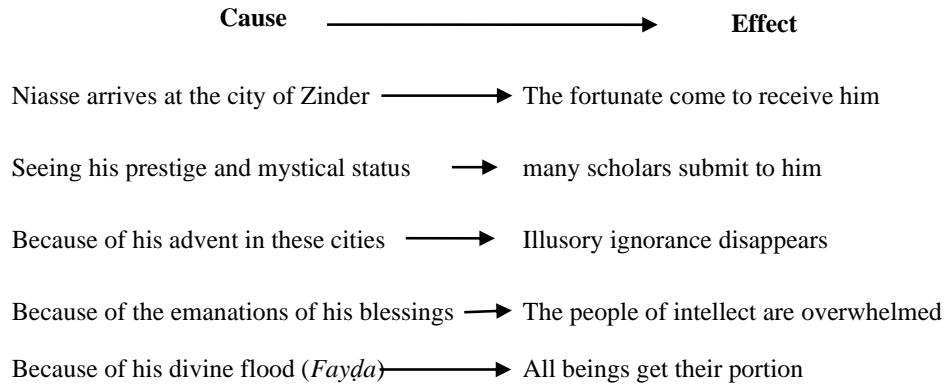 Cause Effect
Niasse arrives at the city of Zinder The fortunate come to receive him
Seeing his prestige and mystical status many scholars submit to him
Because of his advent in these cities Illusory ignorance disappears
Because of the emanations of his blessings The people of intellect are overwhelmed
Because of his divine flood (Fayḍa) All beings get their portion